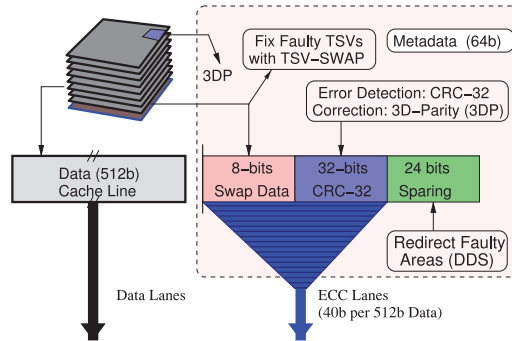 Fix Faulty TSVs
with TSV-SWAP
Metadata (64b)
3DP
Error Detection: CRC-32
Correction: 3D-Parity (3DP)
Data (512b)
Cache Line
8-bits
Swap Data
32-bits
CRC-32
24 bits
Sparing
Redirect Faulty
Areas (DDS)
Data Lanes
ECC Lanes
(40b per 512b Data)